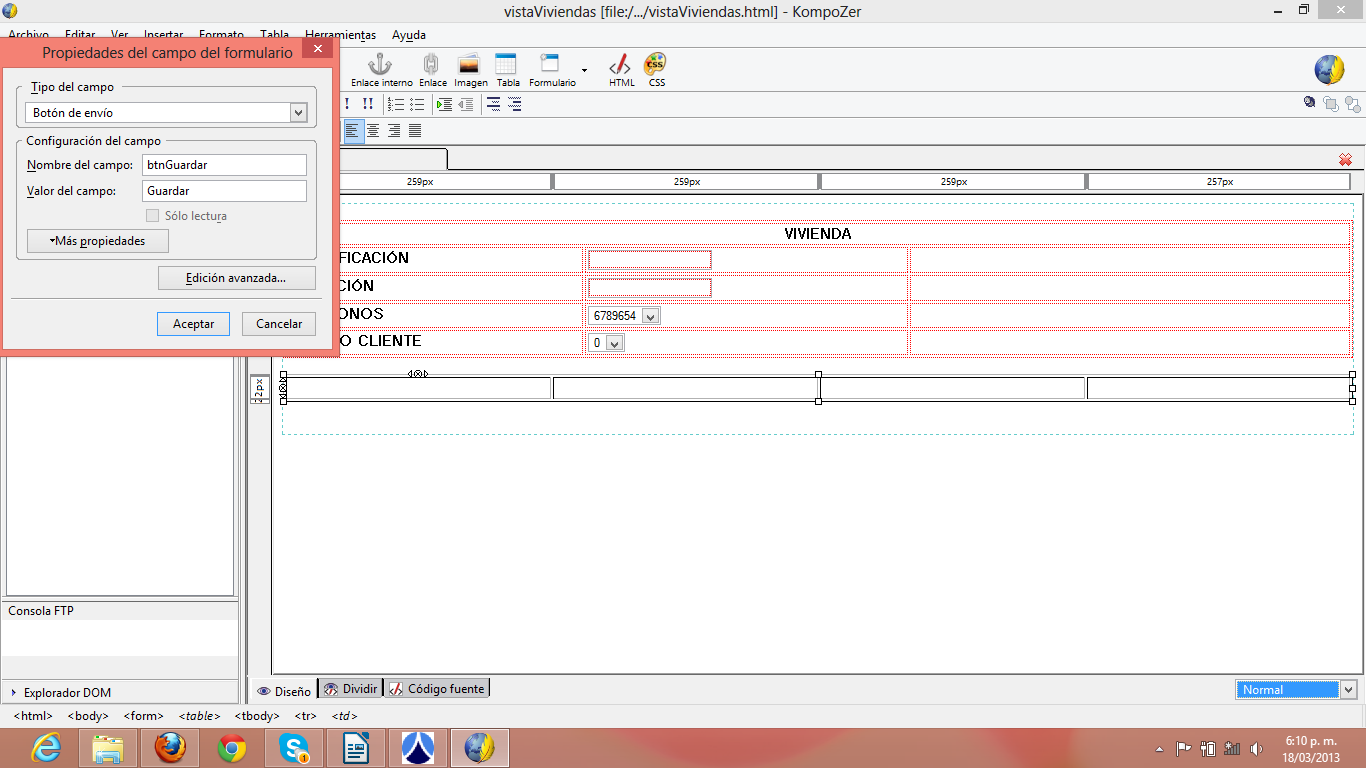 vistaViviendas [file:/.../vistaViviendas.html] - KompoZer
Archivo Editar Ver Insertar Formato Tabla Herramientas Ayuda
Propiedades del campo del formulario
Tipo del campo
Botón de envío
Configuración del campo
Nombre del campo: btnGuardar
Valor del campo: Guardar
Sólo lectura
Más propiedades
Edición avanzada...
Aceptar Cancelar
Enlace interno Enlace Imagen Tabla Formulario HTML CSS
259px 259px 259px 257px
VIVIENDA
FICACIÓN
CIÓN
ONOS 6789654
O CLIENTE 0
22px
Consola FTP
Explorador DOM
Diseño Dividir Código fuente Normal
<html> <body> <form> <table> <tbody> <tr> <td>
6:10 p. m.
18/03/2013